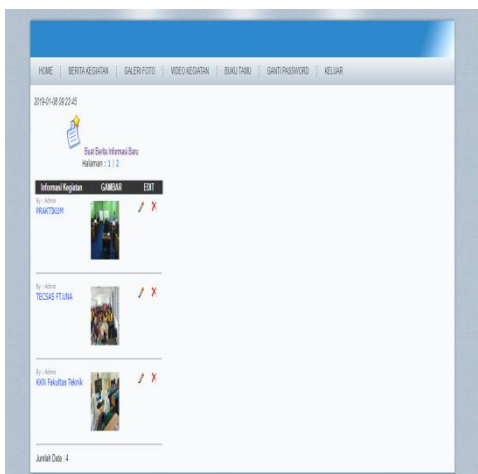 HOME | BERITA KEGIATAN | GALERI FOTO | VIDEO KEGIATAN | BUKU TAMU | GANTI PASSWORD | KELUAR
2019-01-08 09:23:45
Buat Berita Informasi Baru
Halaman : 1 | 2
Informasi Kegiatan GAMBAR EDIT
By : Admin
PRAKTIKUM
By : Admin
TECSAS FT.UNA
By : Admin
KKN Fakultas Teknik
Jumlah Data : 4